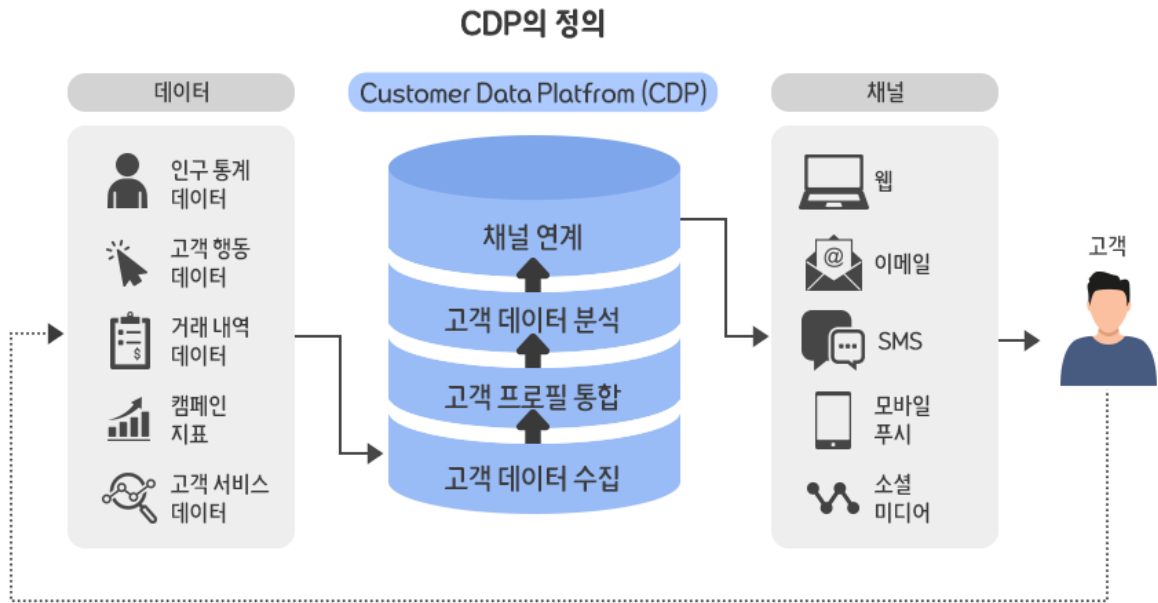 CDP의 정의
데이터
인구 통계
데이터
고객 행동
데이터
거래 내역
데이터
캠페인
지표
고객 서비스
데이터
Customer Data Platfrom (CDP)
채널 연계
고객 데이터 분석
고객 프로필 통합
고객 데이터 수집
채널
웹
@
이메일
SMS
모바일
푸시
소셜
미디어
고객
$